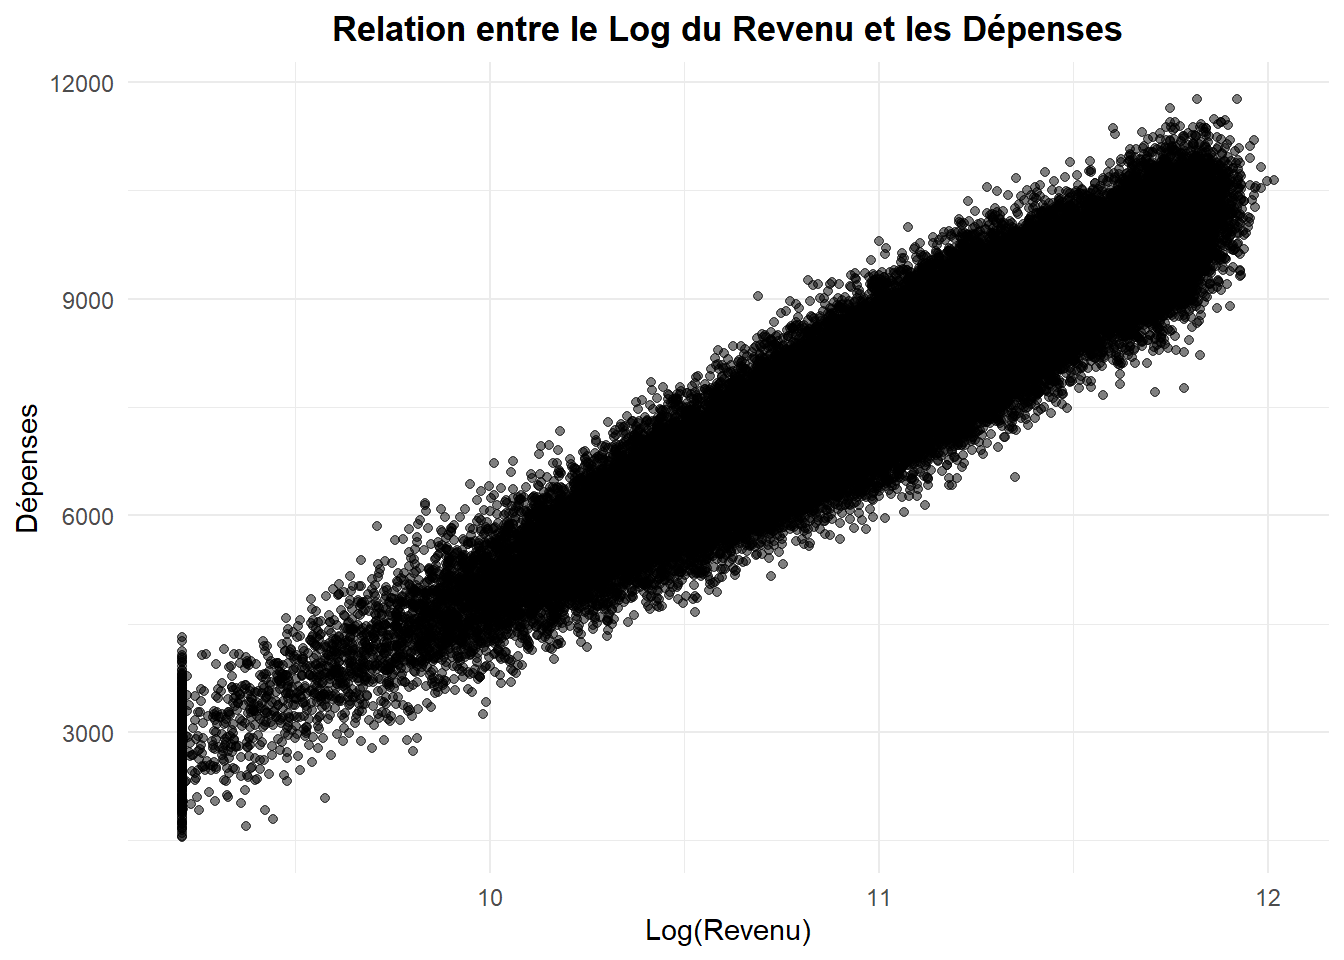 Relation entre le Log du Revenu et les Dépenses
12000
9000
6000
3000
Dépenses
10
11
12
Log(Revenu)